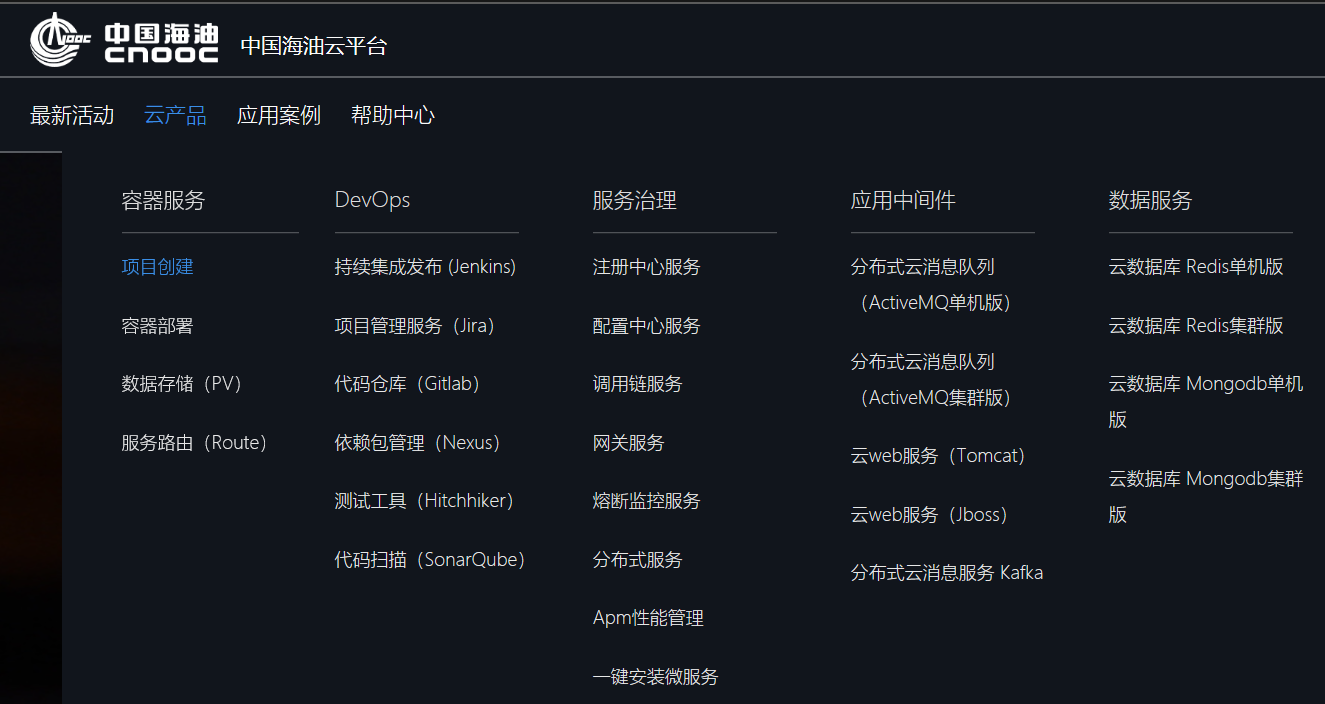 CNOOC
中国海油
CNOOC
中国海油云平台
最新活动 云产品 应用案例 帮助中心
容器服务
项目创建
容器部署
数据存储（PV）
服务路由（Route）
DevOps
持续集成发布 (Jenkins)
项目管理服务（Jira）
代码仓库（Gitlab）
依赖包管理（Nexus）
测试工具（Hitchhiker）
代码扫描（SonarQube）
服务治理
注册中心服务
配置中心服务
调用链服务
网关服务
熔断监控服务
分布式服务
Apm性能管理
一键安装微服务
应用中间件
分布式云消息队列
（ActiveMQ单机版）
分布式云消息队列
（ActiveMQ集群版）
云web服务（Tomcat）
云web服务（Jboss）
分布式云消息服务 Kafka
数据服务
云数据库 Redis单机版
云数据库 Redis集群版
云数据库 Mongodb单机
版
云数据库 Mongodb集群
版